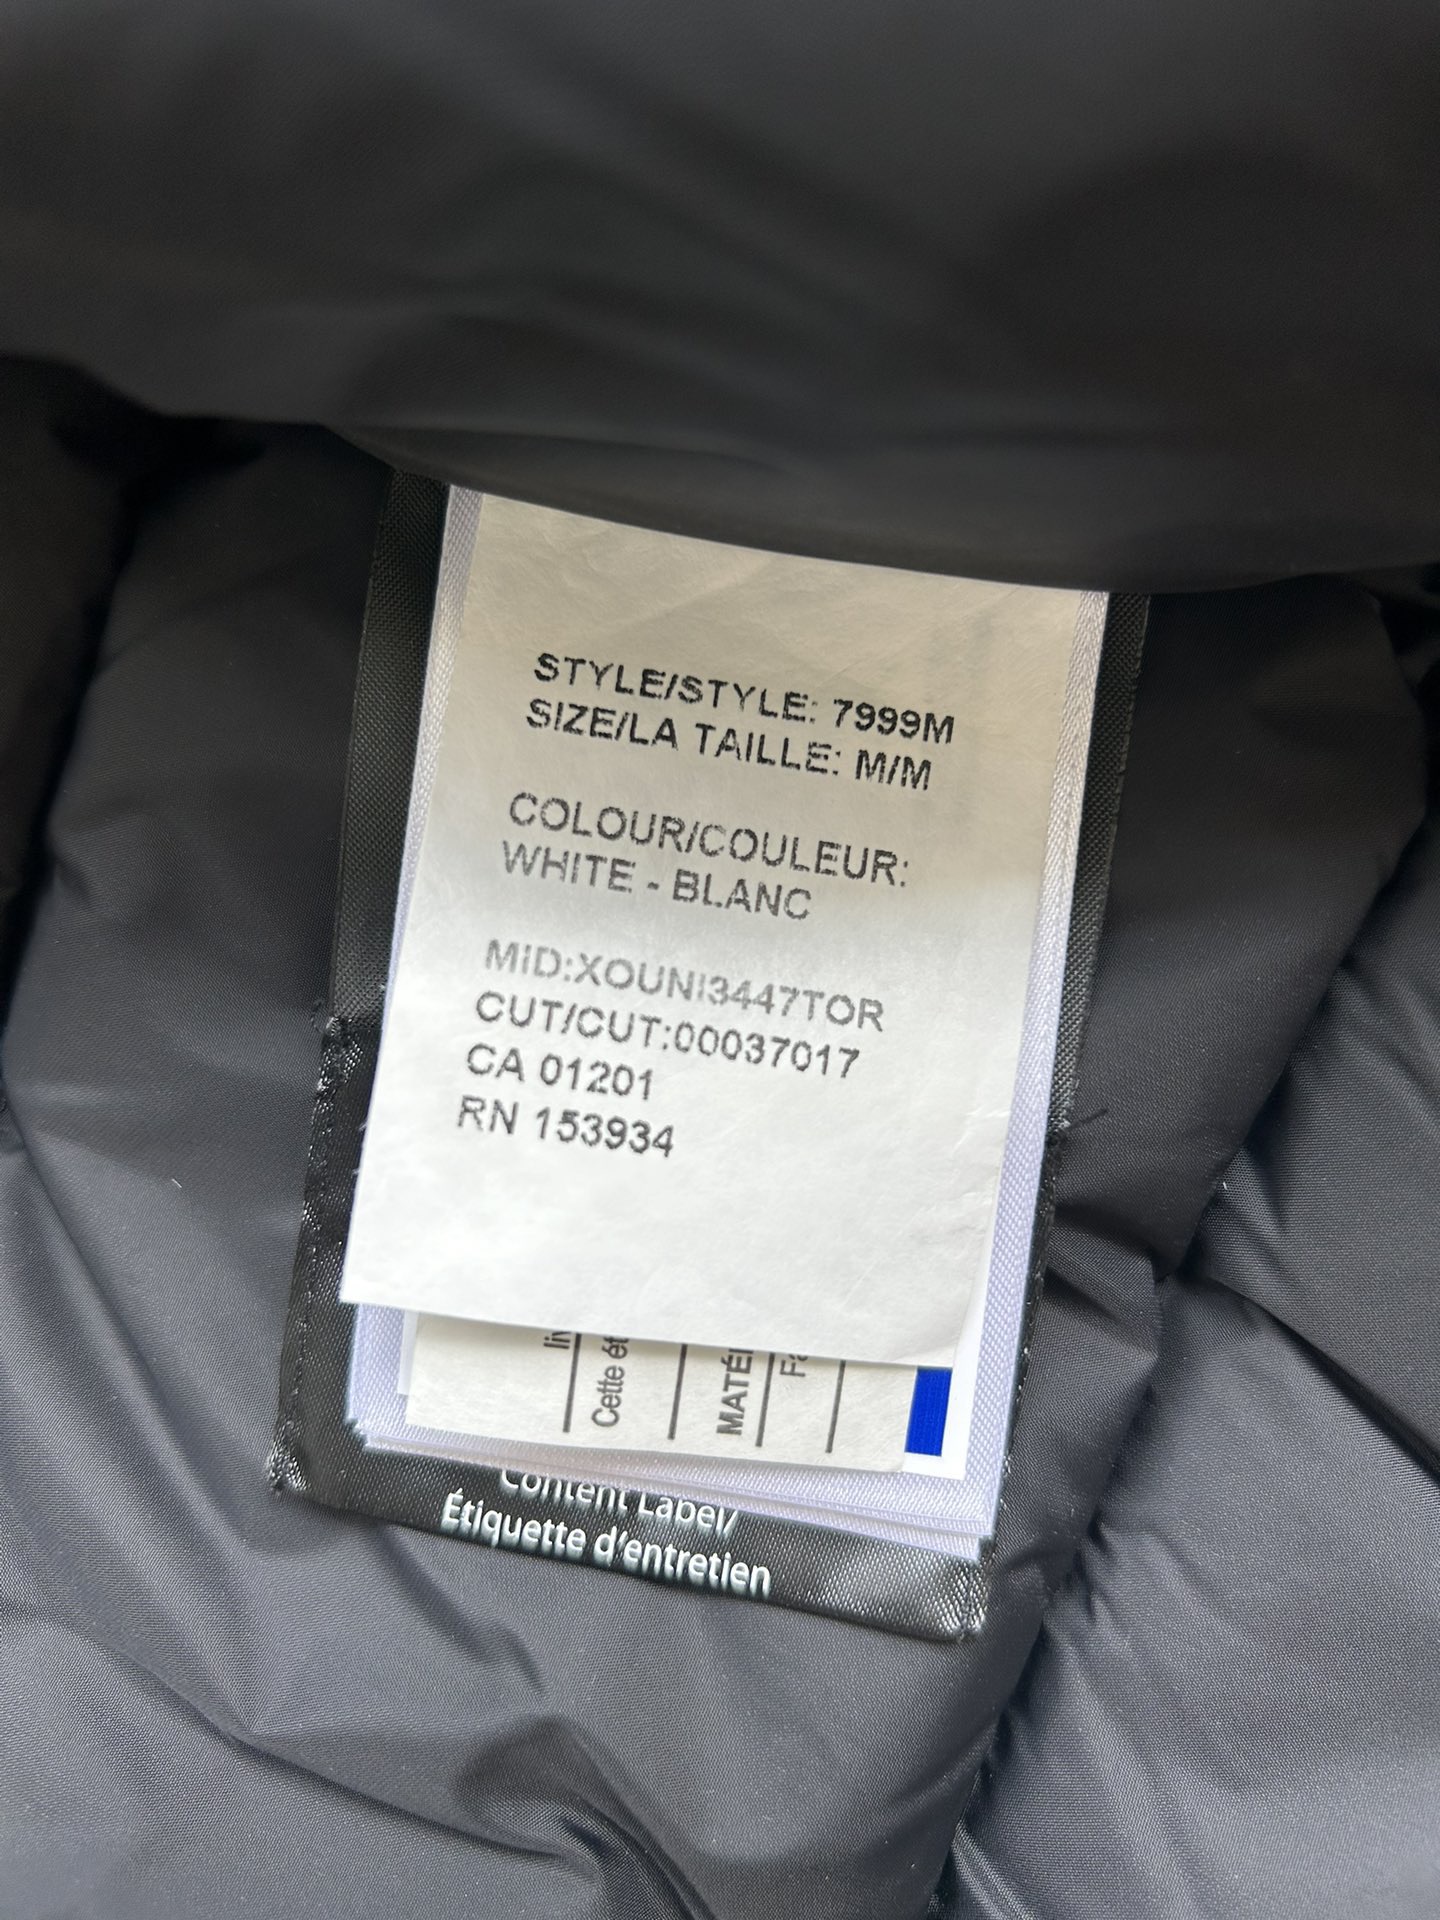 STYLE/STYLE: 7999M
SIZE/LA TAILLE: M/M
COLOUR/COULEUR:
WHITE - BLANC
MID:XOUNI3447TOR
CUT/CUT:00037017
CA 01201
RN 153934
Cette
Content Label/
Étiquette d'entretien